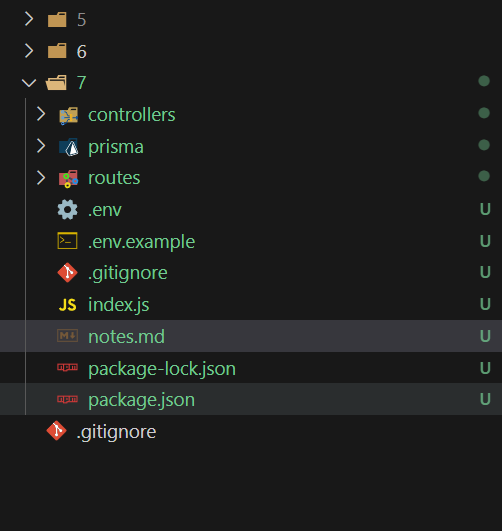 5
6
7
controllers
prisma
routes
.env U
.env.example U
.gitignore U
JS index.js U
notes.md U
package-lock.json U
package.json U
.gitignore